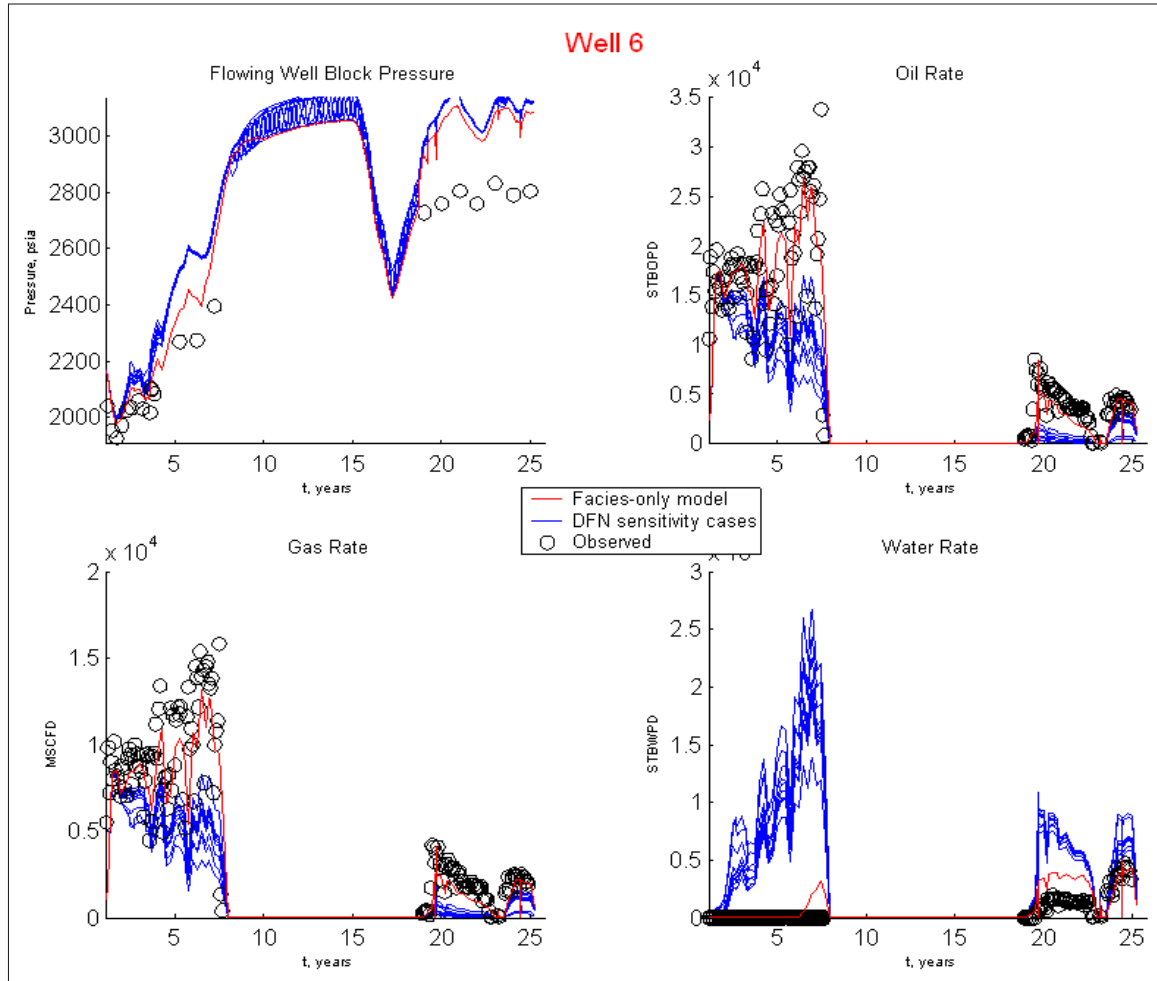 Well 6
Flowing Well Block Pressure
Pressure, psia
3000
2800
2600
2400
2200
2000
5 10 15 20 25
t, years
Oil Rate
x 10^4
STBOPD
3.5
3
2.5
2
1.5
1
0.5
0
5 10 15 20 25
t, years
Facies-only model
DFN sensitivity cases
Observed
Gas Rate
x 10^4
MSCFD
2
1.5
1
0.5
0
5 10 15 20 25
t, years
Water Rate
STBWPD
3
2.5
2
1.5
1
0.5
0
5 10 15 20 25
t, years